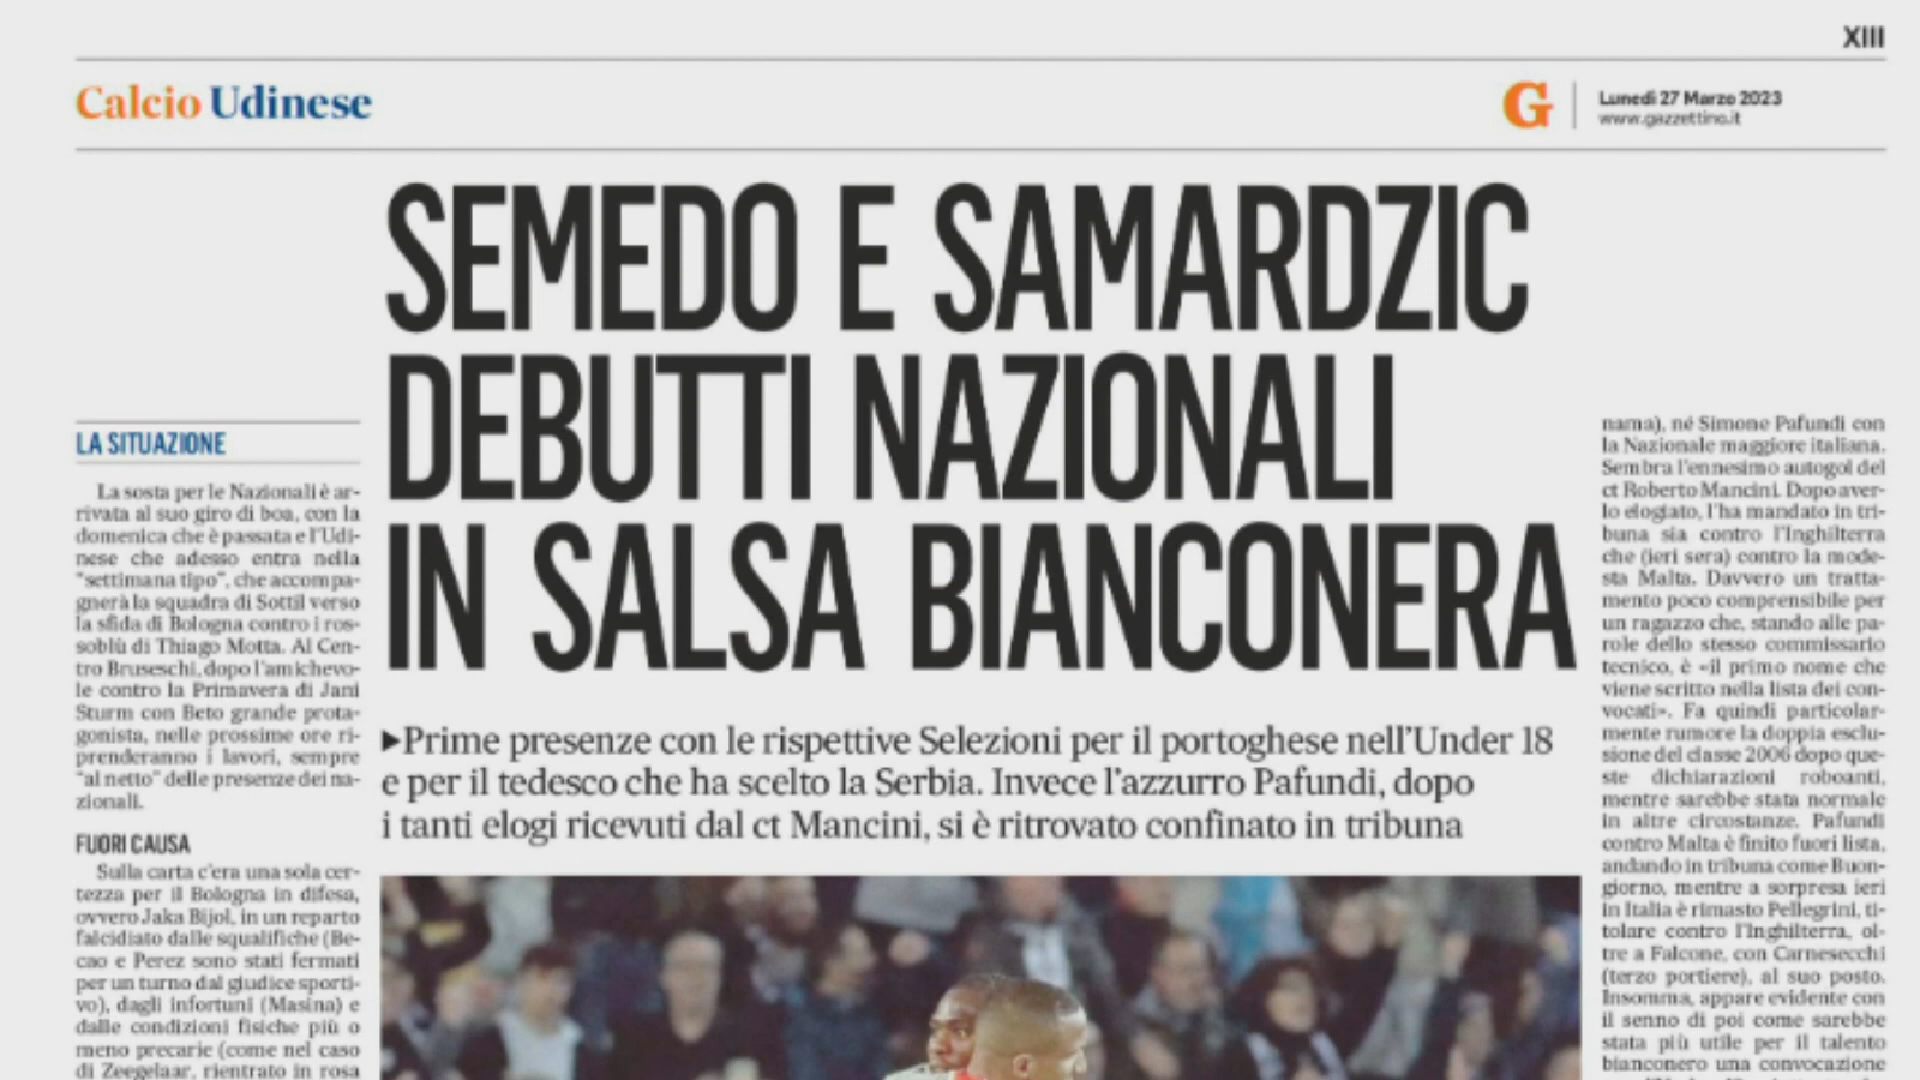 XIII
Calcio Udinese
G
Lunedì 27 Marzo 2023
www.gazzettino.it
SEMEDO E SAMARDZIC
DEBUTTI NAZIONALI
IN SALSA BIANCONERA
▶Prime presenze con le rispettive Selezioni per il portoghese nell'Under 18
e per il tedesco che ha scelto la Serbia. Invece l'azzurro Pafundi, dopo
i tanti elogi ricevuti dal ct Mancini, si è ritrovato confinato in tribuna
LA SITUAZIONE
La sosta per le Nazionali è ar-
rivata al suo giro di boa, con la
domenica che è passata e l'Udi-
nese che adesso entra nella
"settimana tipo", che accompa-
gnerà la squadra di Sottil verso
la sfida di Bologna contro i ros-
soblù di Thiago Motta. Al Cen-
tro Bruseschi, dopo l'amichevo-
le contro la Primavera di Jani
Sturm con Beto grande prota-
gonista, nelle prossime ore ri-
prenderanno i lavori, sempre
"al netto" delle presenze dei na-
zionali.
FUORI CAUSA
Sulla carta c'era una sola cer-
tezza per il Bologna in difesa,
ovvero Jaka Bijol, in un reparto
falcidiato dalle squalifiche (Be-
cao e Perez sono stati fermati
per un turno dal giudice sporti-
vo), dagli infortuni (Masina) e
dalle condizioni fisiche più o
meno precarie (come nel caso
di Zeegelaar, rientrato in rosa
nama), né Simone Pafundi con
la Nazionale maggiore italiana.
Sembra l'ennesimo autogol del
ct Roberto Mancini. Dopo aver-
lo elogiato, l'ha mandato in tri-
buna sia contro l'Inghilterra
che (ieri sera) contro la mode-
sta Malta. Davvero un tratta-
mento poco comprensibile per
un ragazzo che, stando alle pa-
role dello stesso commissario
tecnico, è «il primo nome che
viene scritto nella lista dei con-
vocati». Fa quindi particolar-
mente rumore la doppia esclu-
sione del classe 2006 dopo que-
ste dichiarazioni roboanti,
mentre sarebbe stata normale
in altre circostanze. Pafundi
contro Malta è finito fuori lista,
andando in tribuna come Buon-
giorno, mentre a sorpresa ieri
in Italia è rimasto Pellegrini, ti-
tolare contro l'Inghilterra, ol-
tre a Falcone, con Carnesecchi
(terzo portiere), al suo posto.
Insomma, appare evidente con
il senno di poi come sarebbe
stata più utile per il talento
bianconero una convocazione